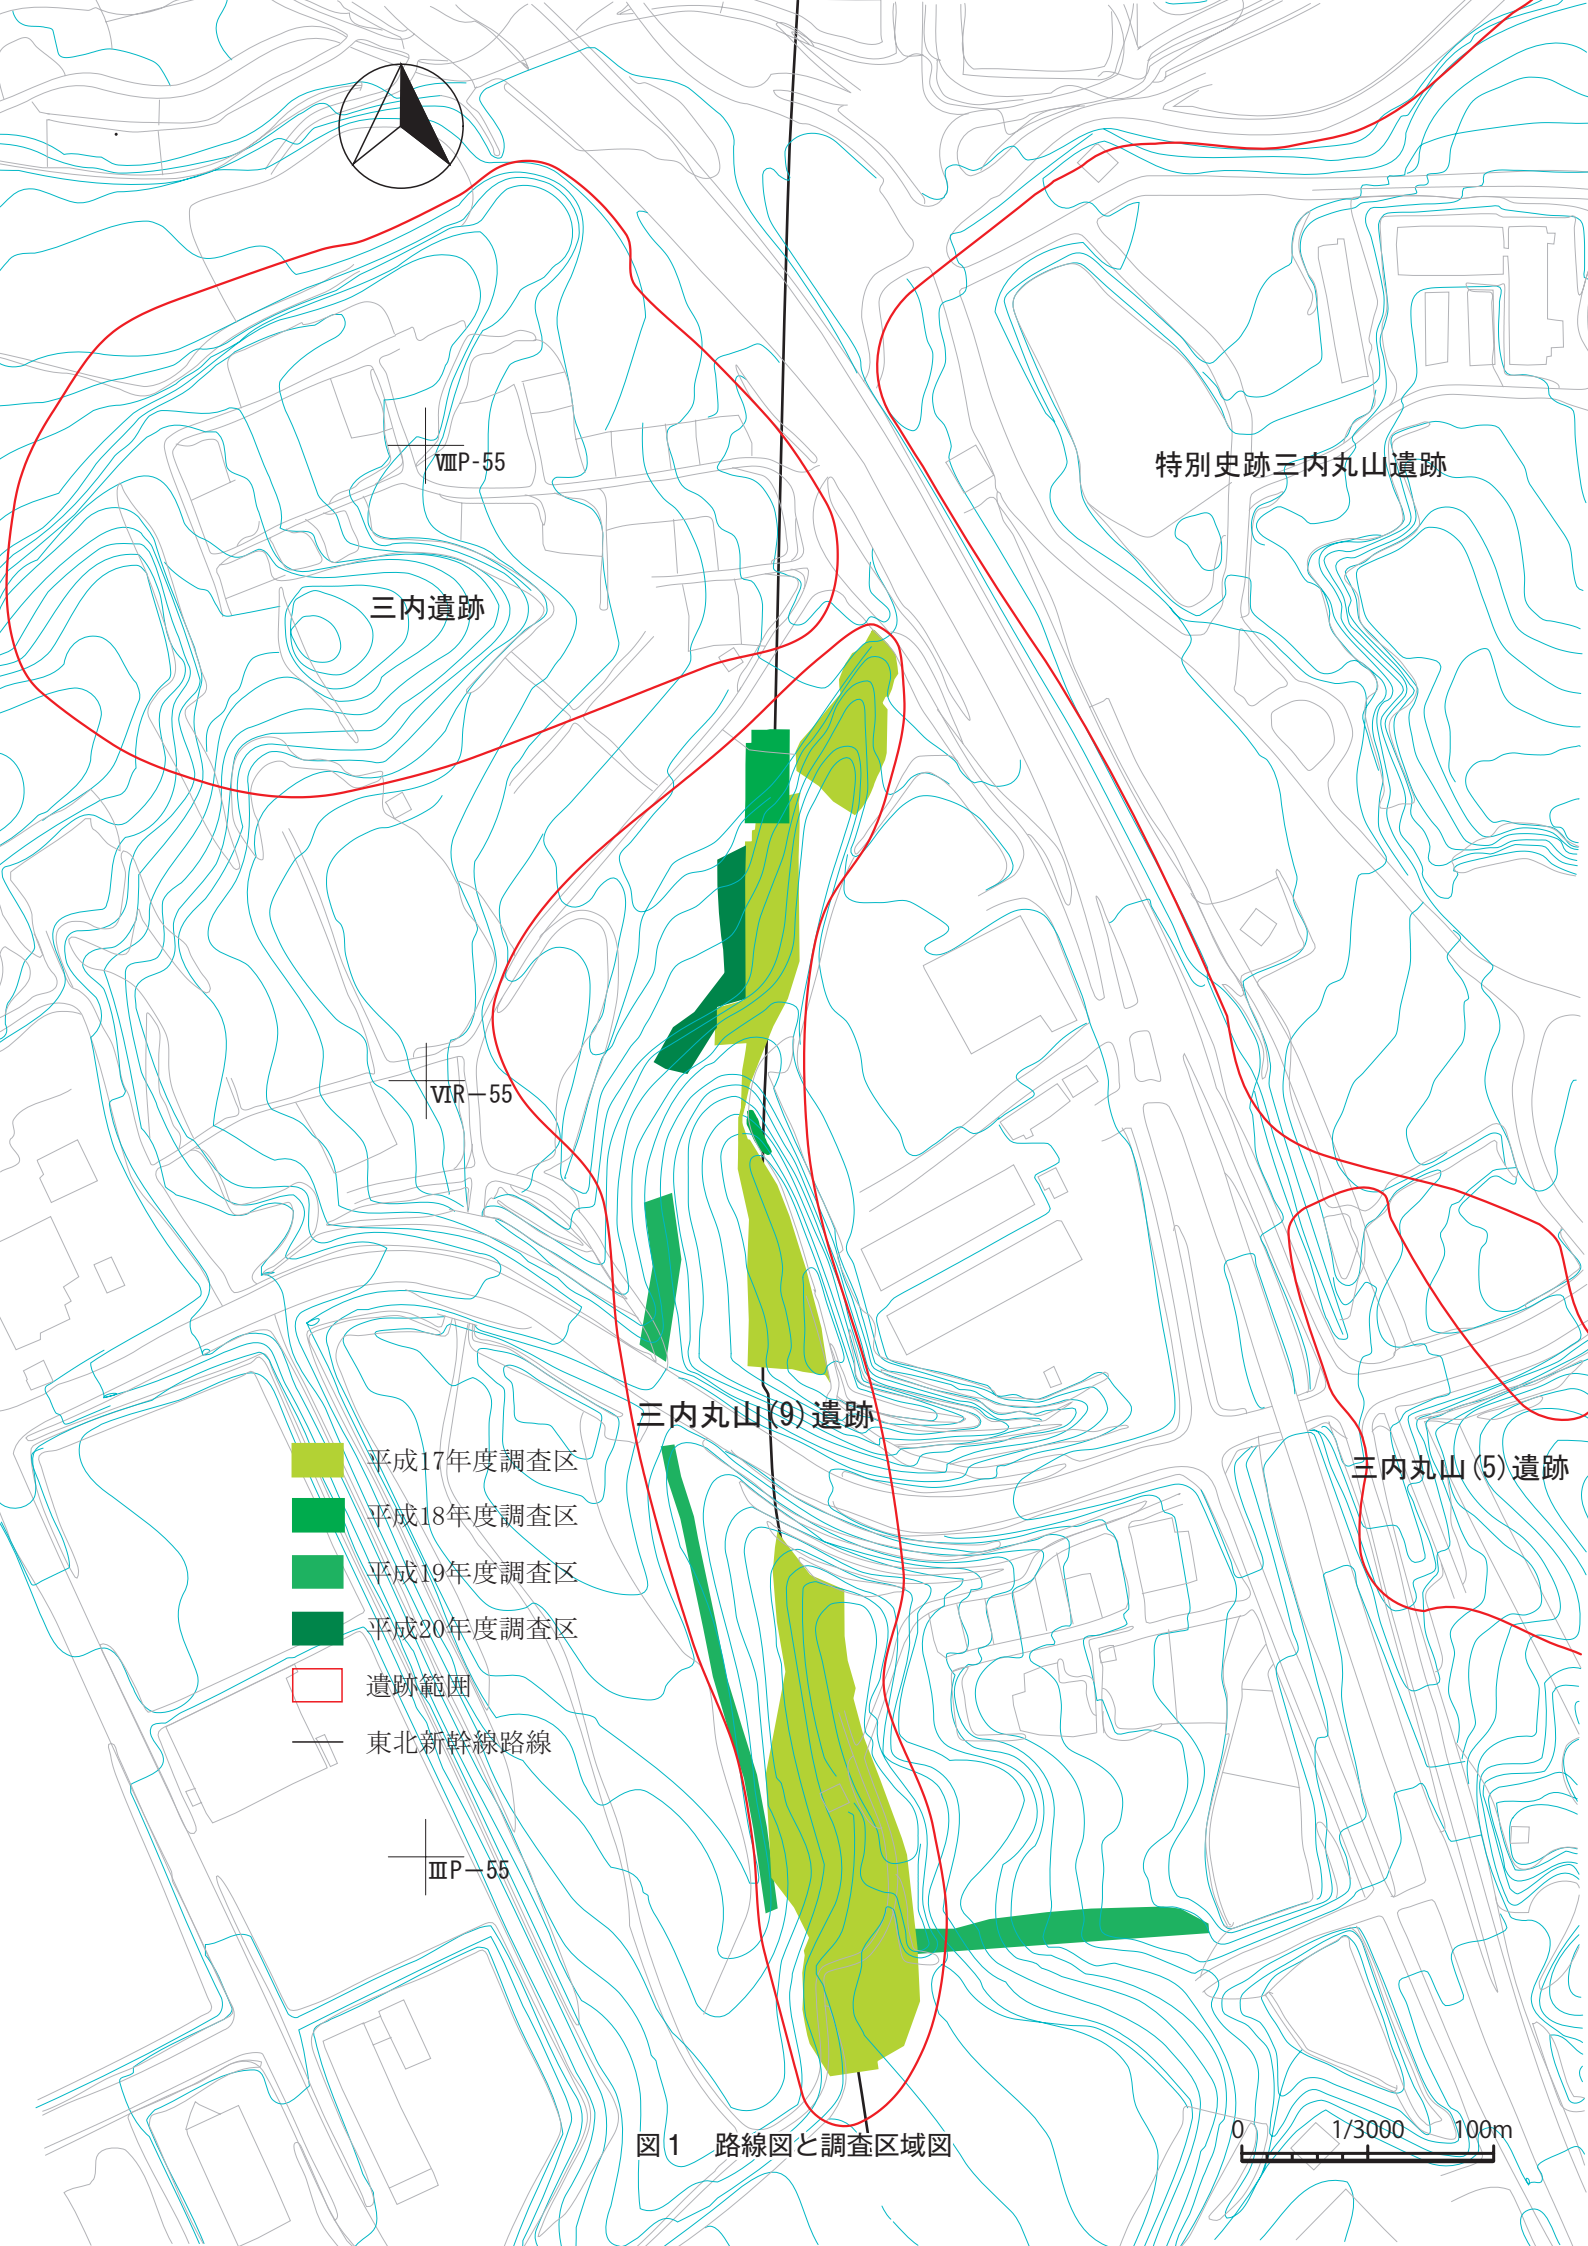 ⅧP-55
特別史跡三内丸山遺跡
三内遺跡
ⅥR−55
三内丸山(9)遺跡
三内丸山(5)遺跡
平成17年度調査区
平成18年度調査区
平成19年度調査区
平成20年度調査区
遺跡範囲
東北新幹線路線
ⅢP−55
0 1/3000 100m
図1 路線図と調査区域図